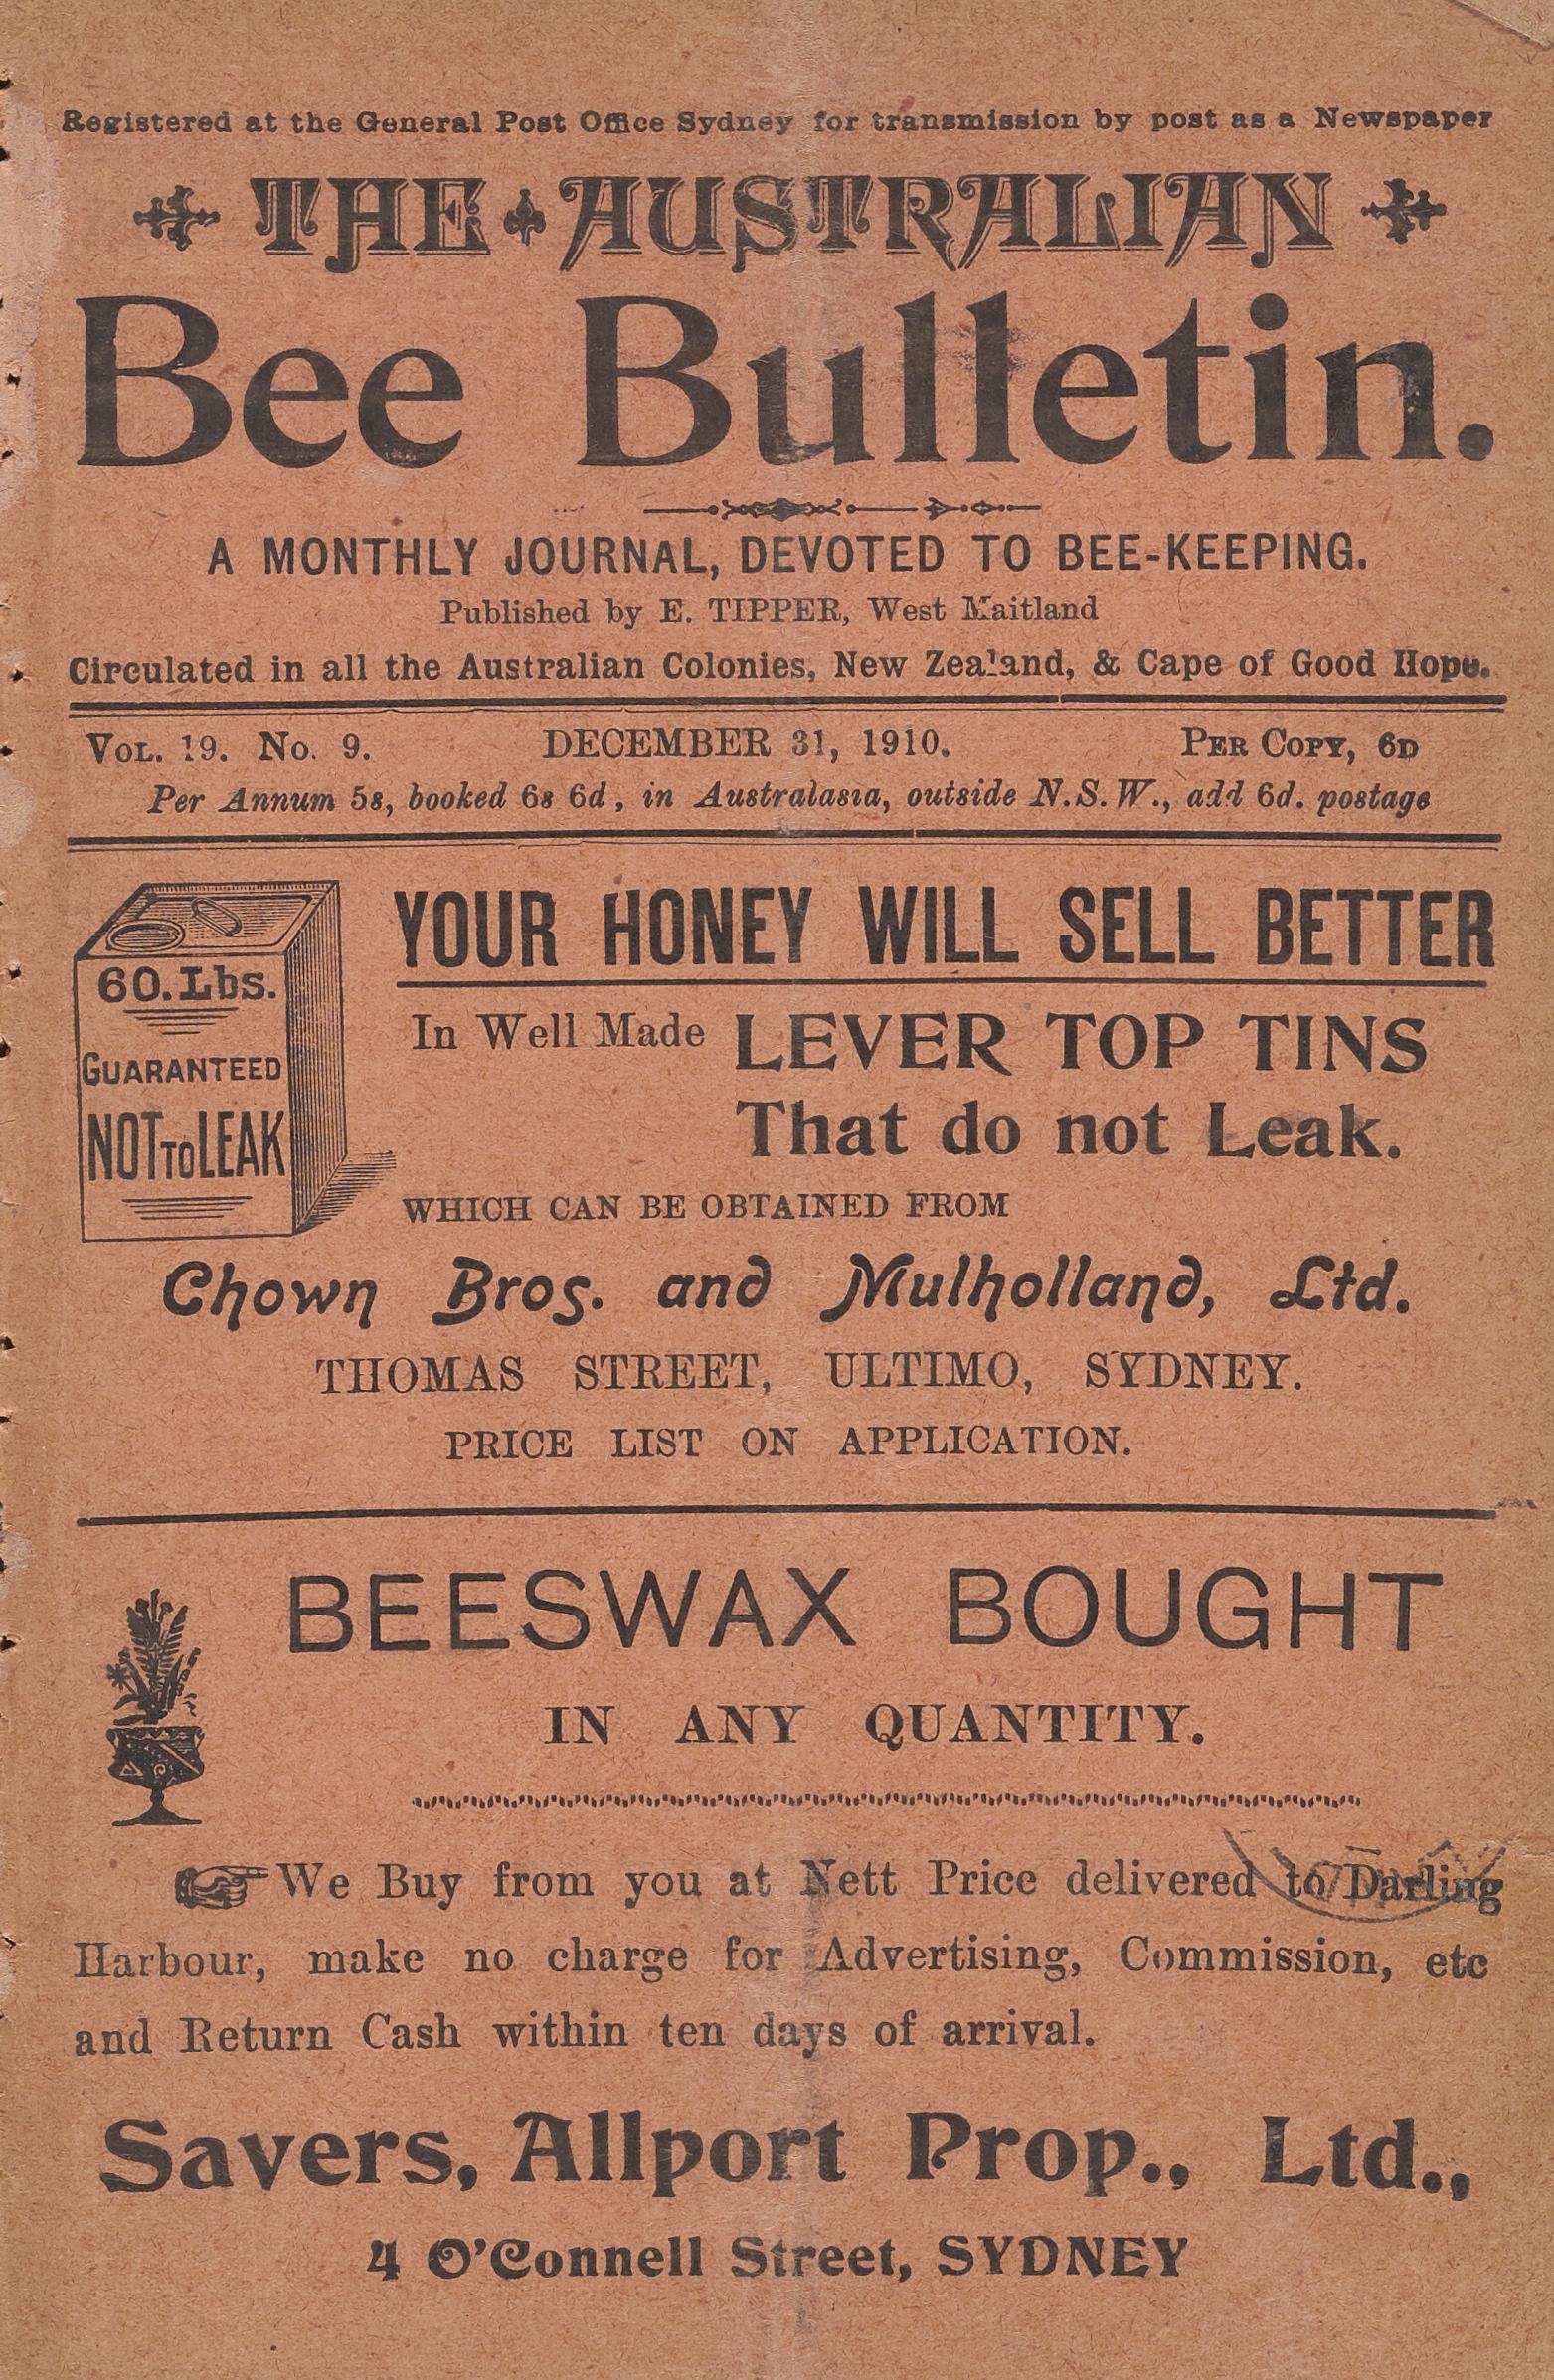 Registered at the General Post Office Sydney for transmission by post as a Newspaper
THE AUSTRALIAN
Bee Bulletin.
A MONTHLY JOURNAL, DEVOTED TO BEE-KEEPING.
Published by E. TIPPER, West Maitland
Circulated in all the Australian Colonies, New Zealand, & Cape of Good Hope.
VOL. 19. No. 9. DECEMBER 31, 1910. PER COPY, 6D
Per Annum 5s, booked 6s 6d, in Australasia, outside N.S.W., add 6d. postage
60. Lbs.
GUARANTEED
NOT TO LEAK
YOUR HONEY WILL SELL BETTER
In Well Made LEVER TOP TINS
That do not Leak.
WHICH CAN BE OBTAINED FROM
Chown Bros. and Mulholland, Ltd.
THOMAS STREET, ULTIMO, SYDNEY.
PRICE LIST ON APPLICATION.
BEESWAX BOUGHT
IN ANY QUANTITY.
We Buy from you at Nett Price delivered to Darling
Harbour, make no charge for Advertising, Commission, etc
and Return Cash within ten days of arrival.
Savers, Allport Prop., Ltd.,
4 O'Connell Street, SYDNEY